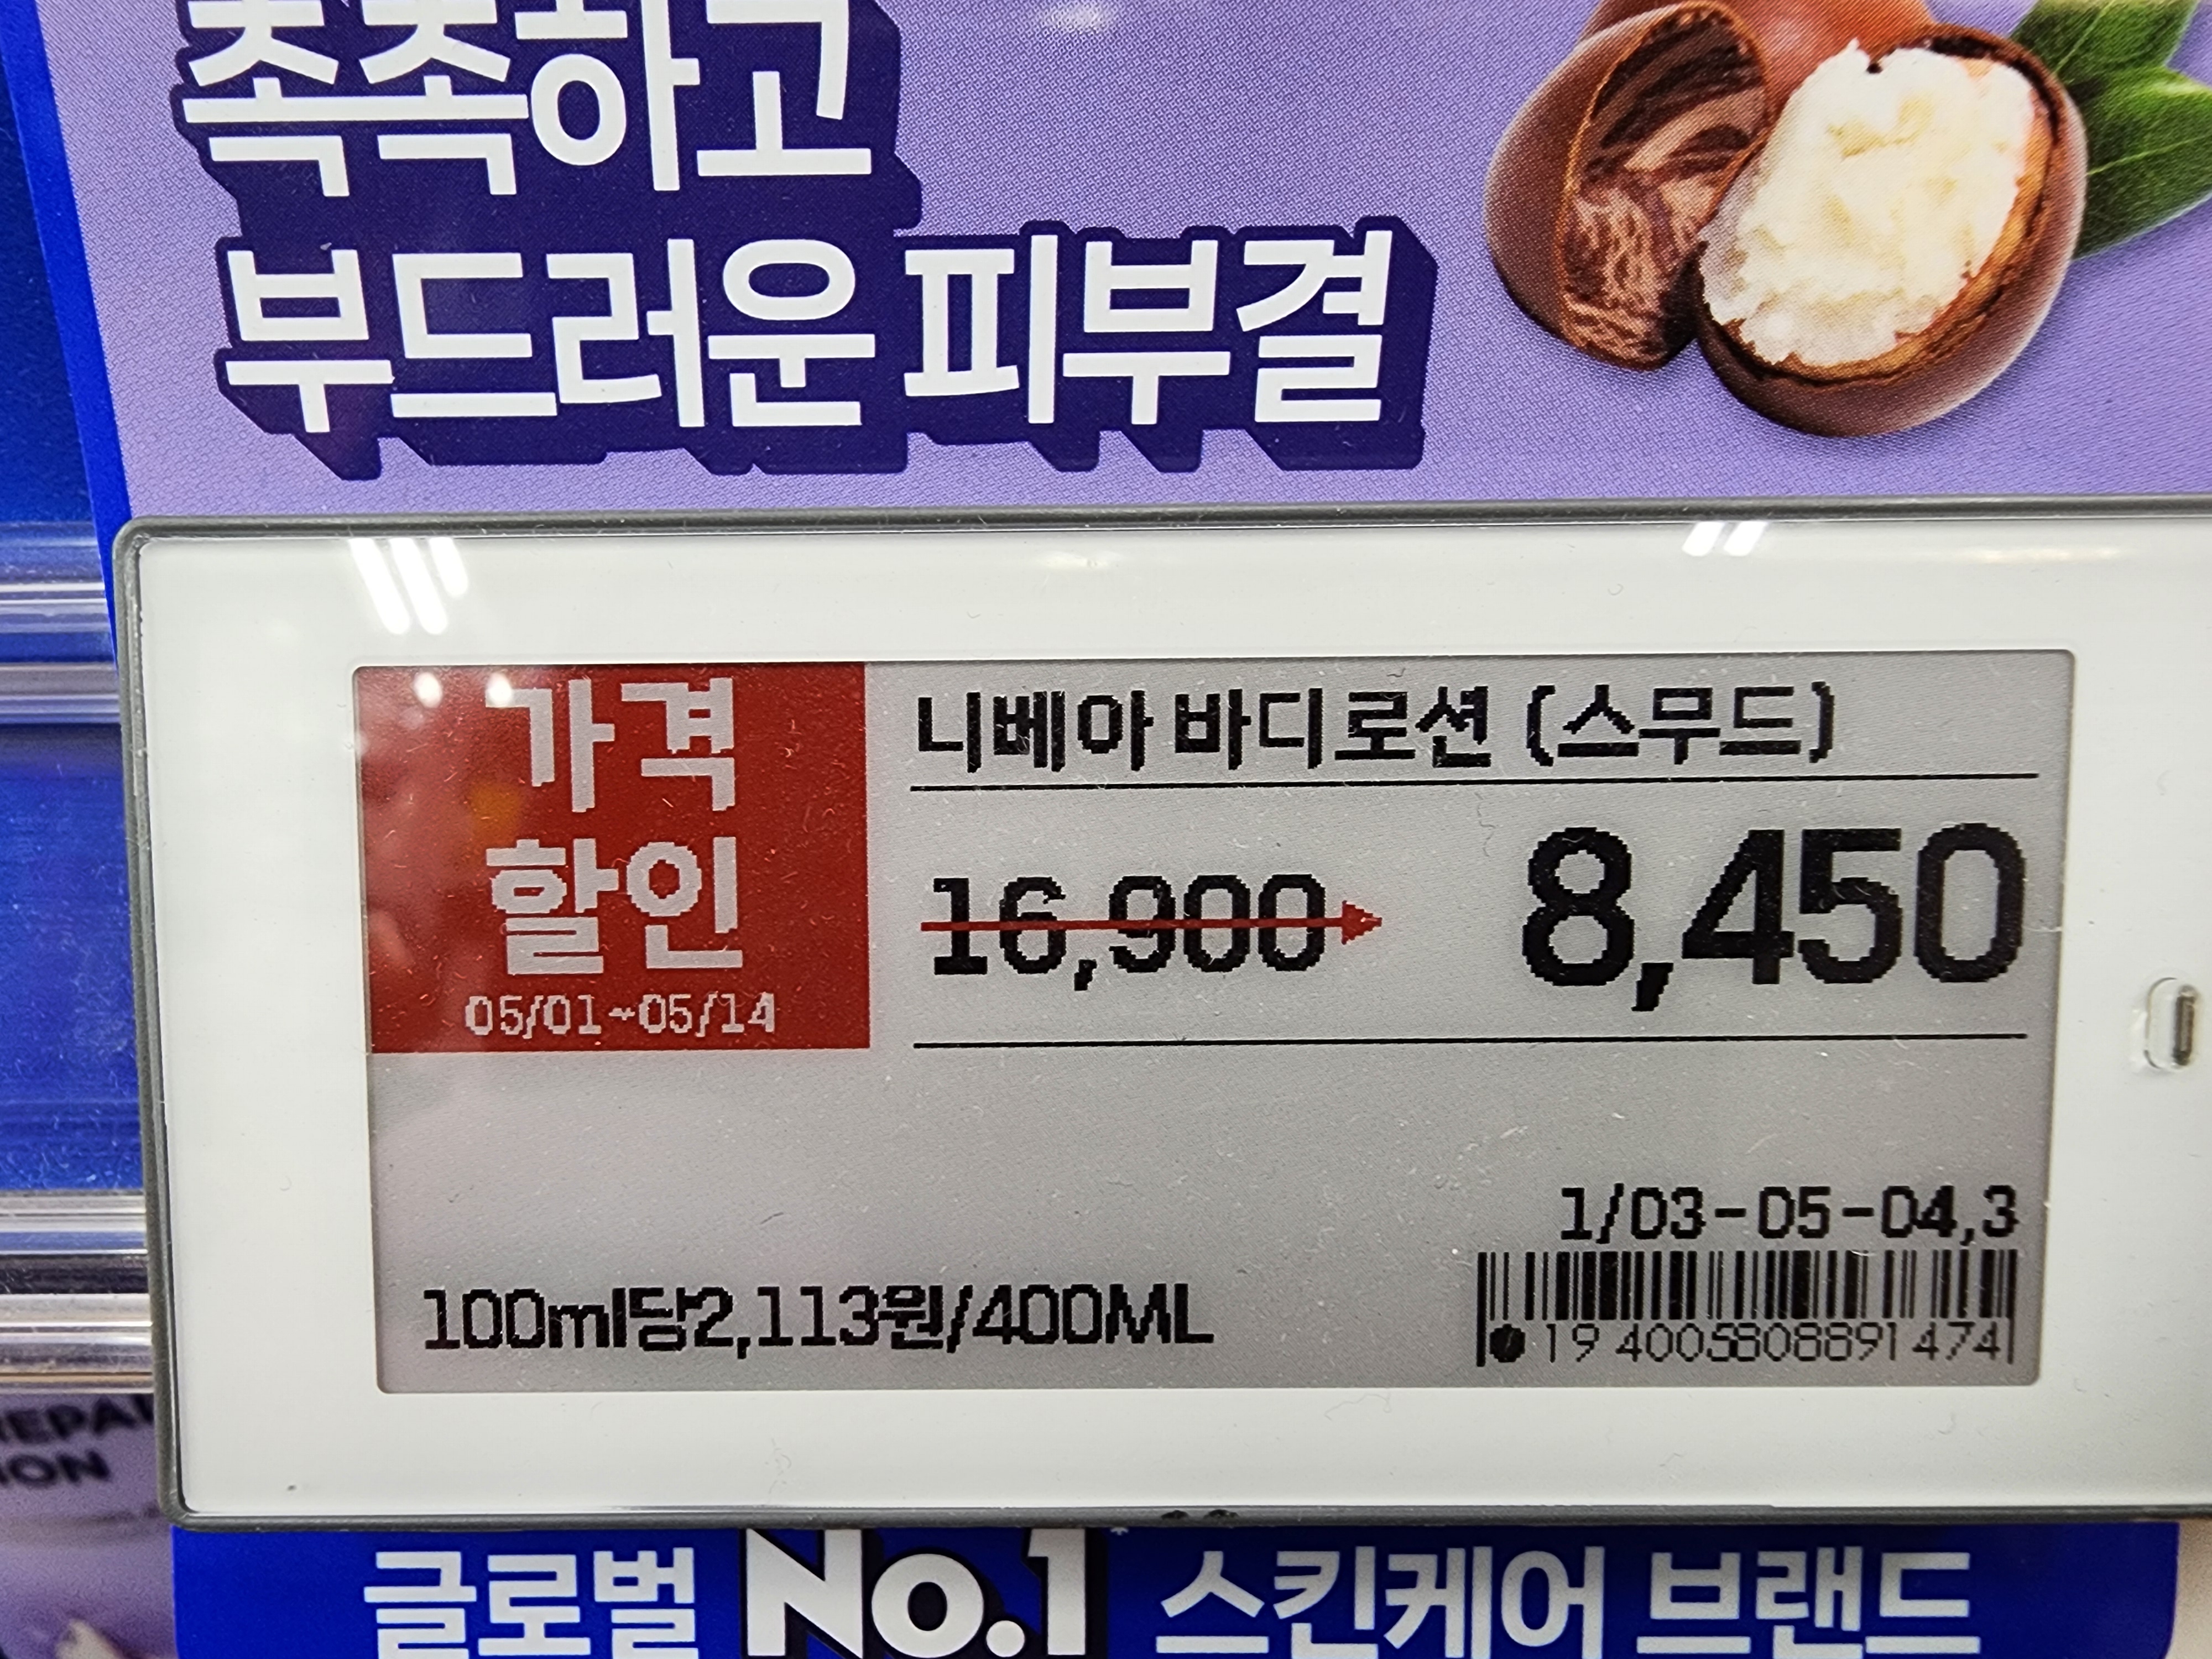 촉촉하고
부드러운 피부결
가격
할인
05/01~05/14
니베아 바디로션 (스무드)
16,900 8,450
1/03-05-04,3
100ml당2,113원/400ML
19 4005808891474
글로벌 No.1* 스킨케어 브랜드